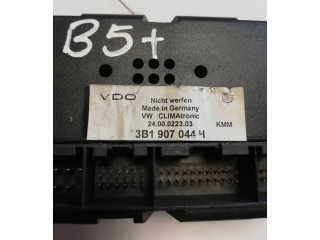 B5+
VDO
Nicht werfen
Made in Germany
VW CLIMAtronic
24.00.0223.03
KMM
3B1 907 044 H